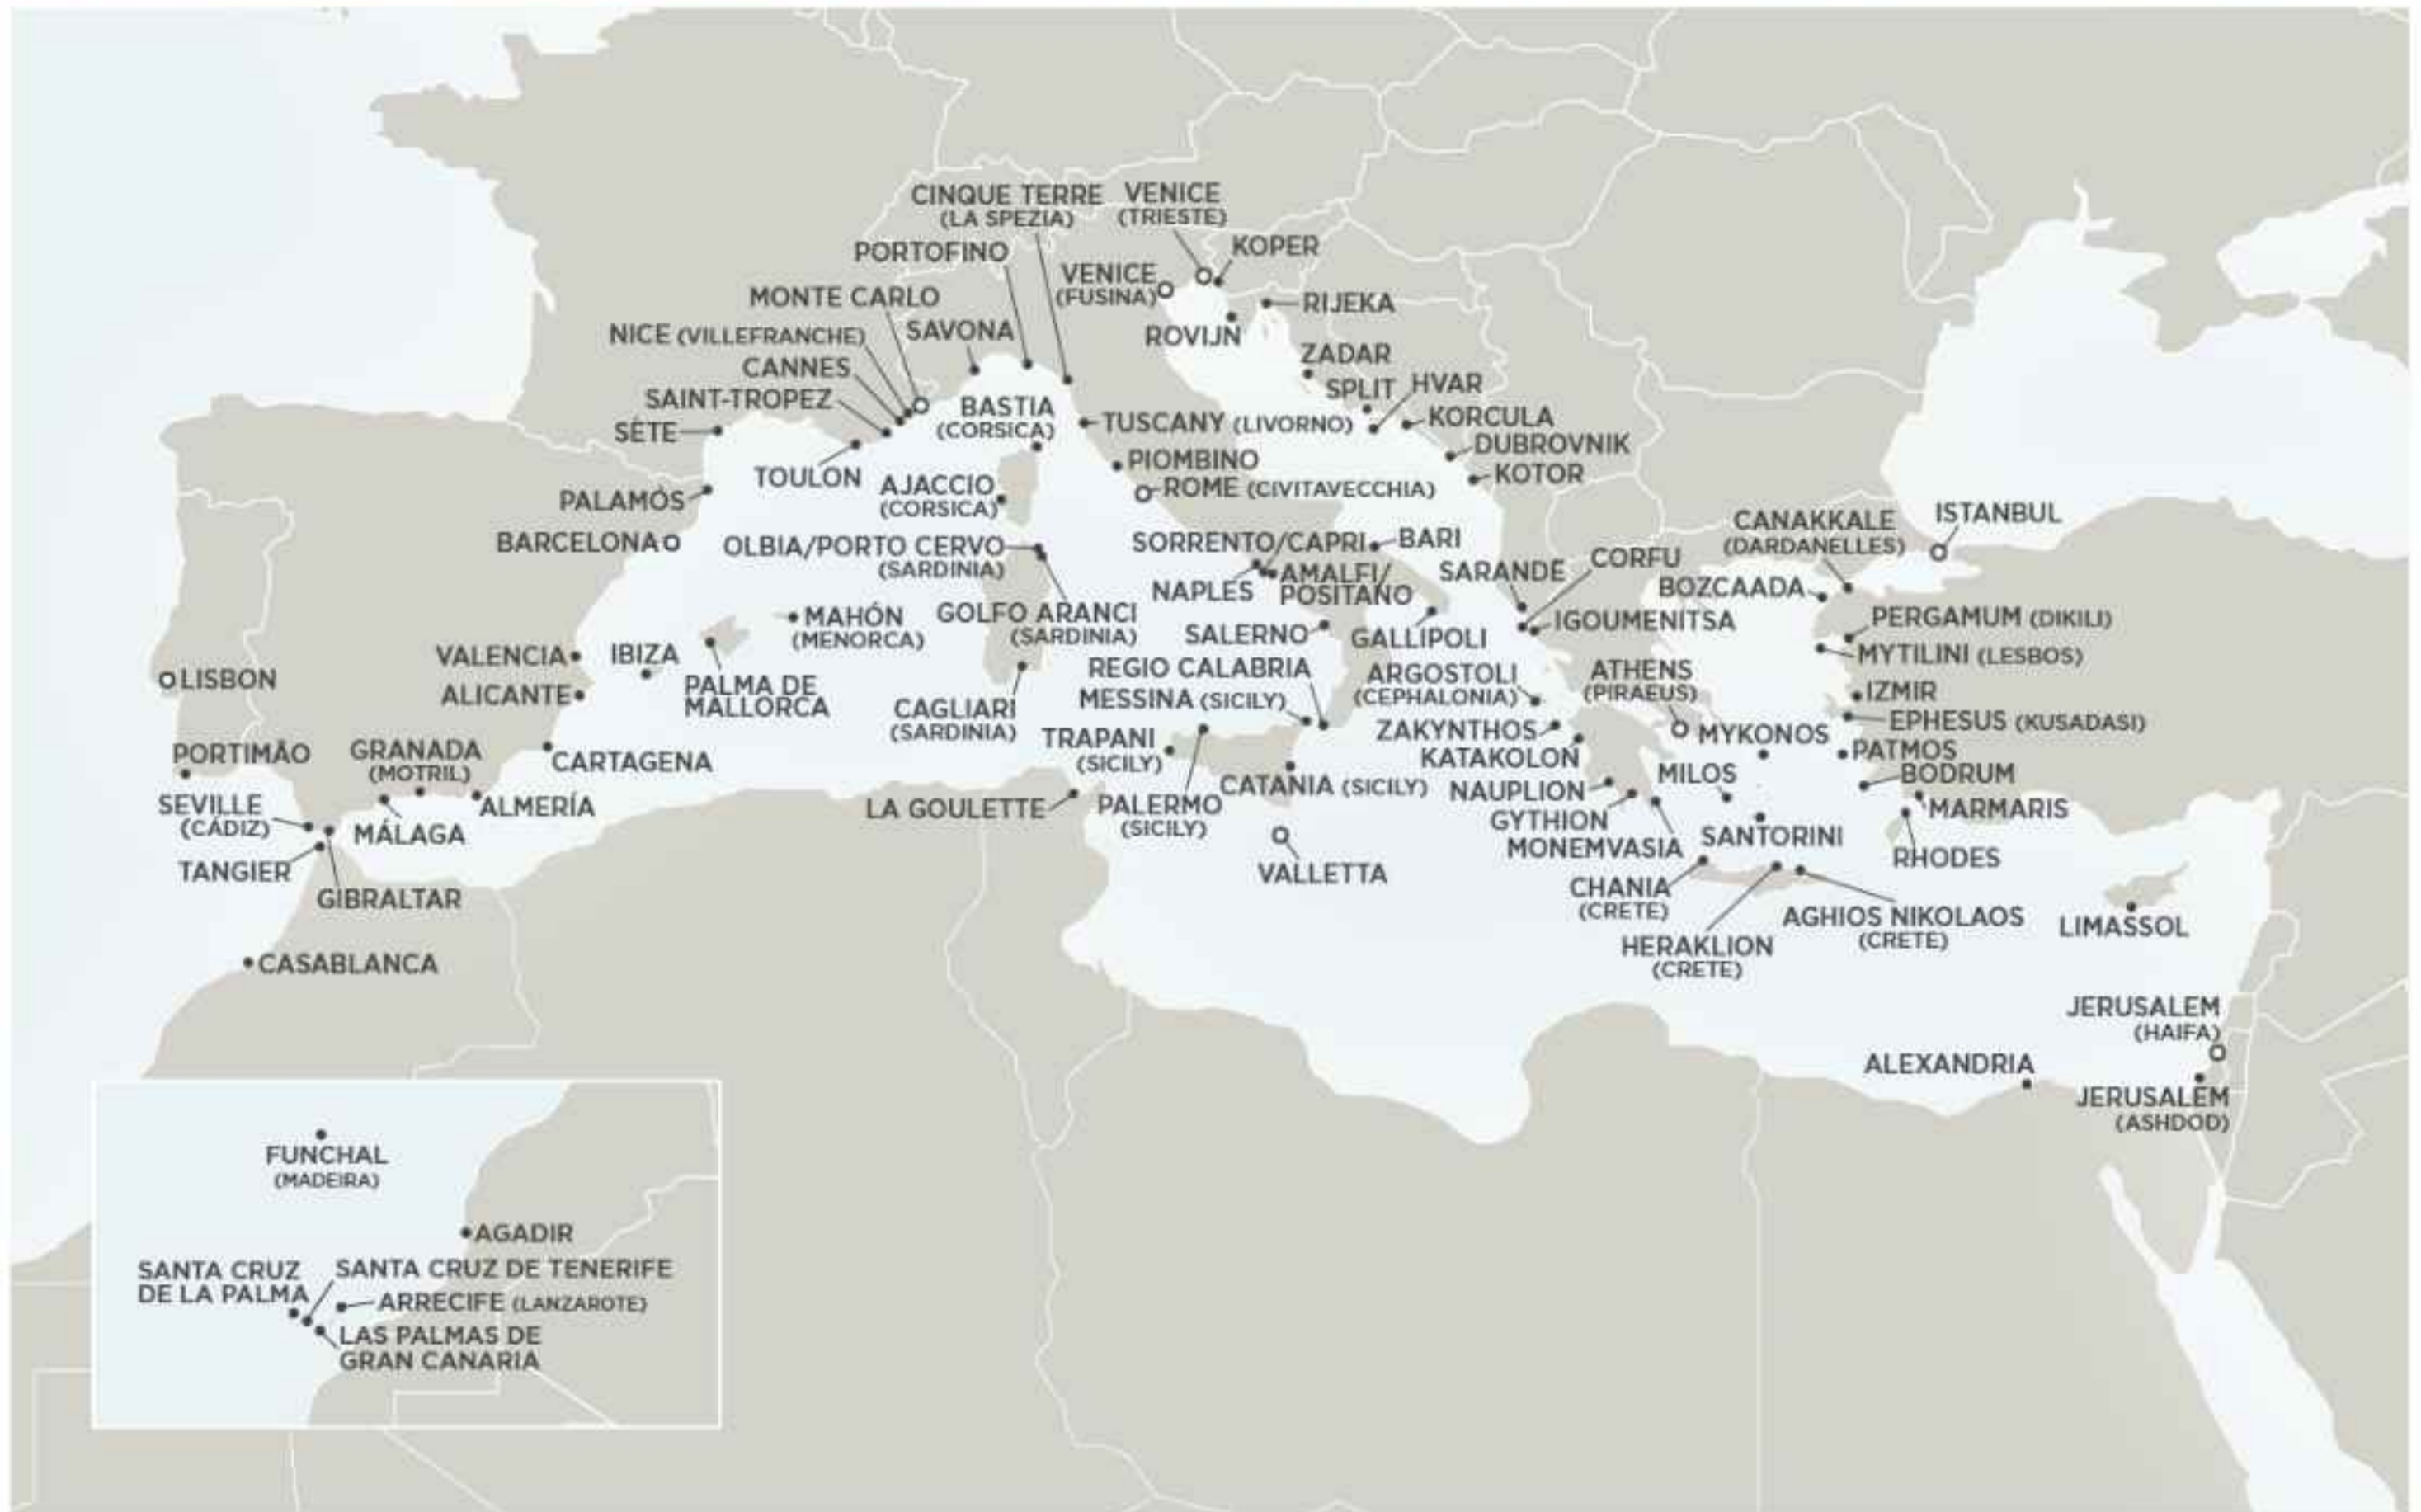 CINQUE TERRE
(LA SPEZIA)
VENICE
(TRIESTE)
PORTOFINO
KOPER
VENICE
(FUSINA)
MONTE CARLO
RIJEKA
NICE (VILLEFRANCHE)
SAVONA
ROVIJN
CANNES
ZADAR
SAINT-TROPEZ
SPLIT
HVAR
BASTIA
(CORSICA)
SÈTE
TUSCANY (LIVORNO)
KORCULA
DUBROVNIK
TOULON
PIOMBINO
KOTOR
AJACCIO
(CORSICA)
ROME (CIVITAVECCHIA)
PALAMÓS
BARCELONA
OLBIA/PORTO CERVO
(SARDINIA)
SORRENTO/CAPRI
BARI
CANAKKALE
(DARDANELLES)
ISTANBUL
NAPLES
AMALFI/
POSITANO
SARANDE
CORFU
BOZCAADA
MAHÓN
(MENORCA)
GOLFO ARANCI
(SARDINIA)
SALERNO
GALLIPOLI
IGOUMENITSA
PERGAMUM (DIKILI)
VALENCIA
IBIZA
MYTILINI (LESBOS)
LISBON
ALICANTE
PALMA DE
MALLORCA
REGIO CALABRIA
ARGOSTOLI
(CEPHALONIA)
ATHENS
(PIRAEUS)
IZMIR
CAGLIARI
(SARDINIA)
MESSINA (SICILY)
EPHESUS (KUSADASI)
ZAKYNTHOS
MYKONOS
PORTIMÃO
GRANADA
(MOTRIL)
CARTAGENA
TRAPANI
(SICILY)
KATAKOLON
PATMOS
MILOS
BODRUM
SEVILLE
(CÁDIZ)
MÁLAGA
ALMERÍA
LA GOULETTE
PALERMO
(SICILY)
CATANIA (SICILY)
NAUPLION
MARMARIS
GYTHION
TANGIER
MONEMVASIA
SANTORINI
GIBRALTAR
VALLETTA
RHODES
CHANIA
(CRETE)
AGHIOS NIKOLAOS
(CRETE)
LIMASSOL
HERAKLION
(CRETE)
CASABLANCA
JERUSALEM
(HAIFA)
ALEXANDRIA
JERUSALEM
(ASHDOD)
FUNCHAL
(MADEIRA)
AGADIR
SANTA CRUZ
DE LA PALMA
SANTA CRUZ DE TENERIFE
ARRECIFE (LANZAROTE)
LAS PALMAS DE
GRAN CANARIA